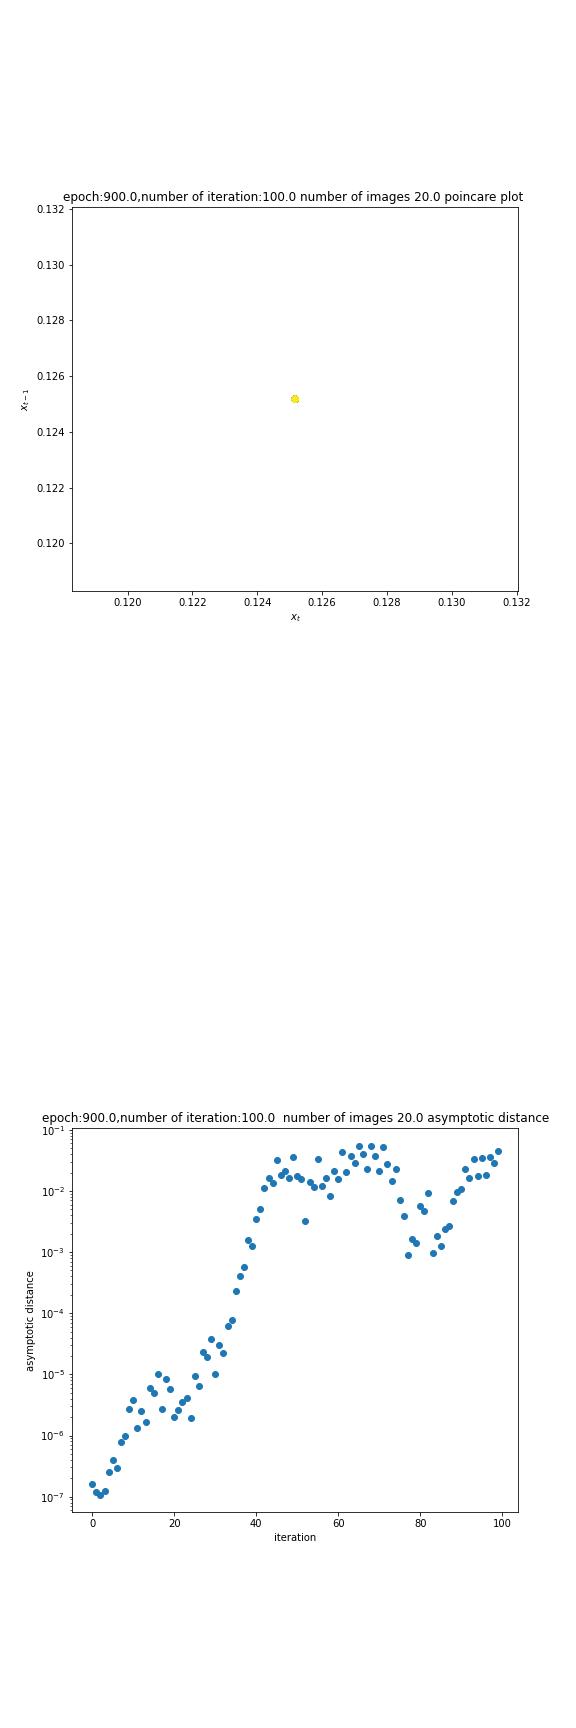 epoch:900.0,number of iteration:100.0 number of images 20.0 poincare plot
0.132
0.130
0.128
0.126
0.124
0.122
0.120
x_{t-1}
0.120 0.122 0.124 0.126 0.128 0.130 0.132
x_t
epoch:900.0,number of iteration:100.0  number of images 20.0 asymptotic distance
10^{-1}
10^{-2}
10^{-3}
10^{-4}
10^{-5}
10^{-6}
10^{-7}
asymptotic distance
0 20 40 60 80 100
iteration